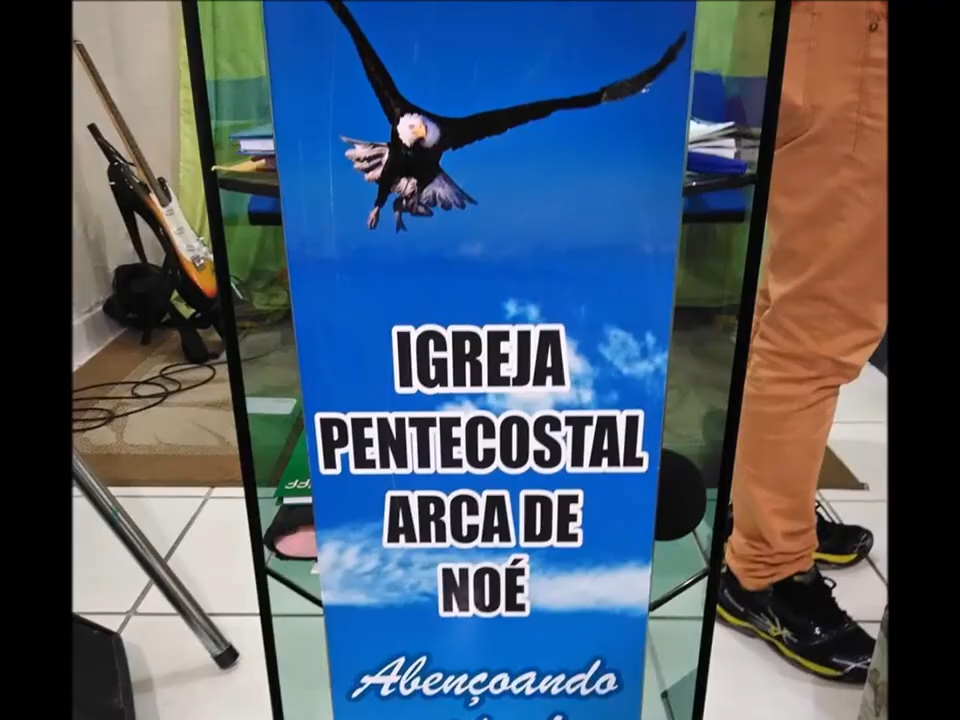 IGREJA
PENTECOSTAL
ARCA DE
NOÉ
Abençoando